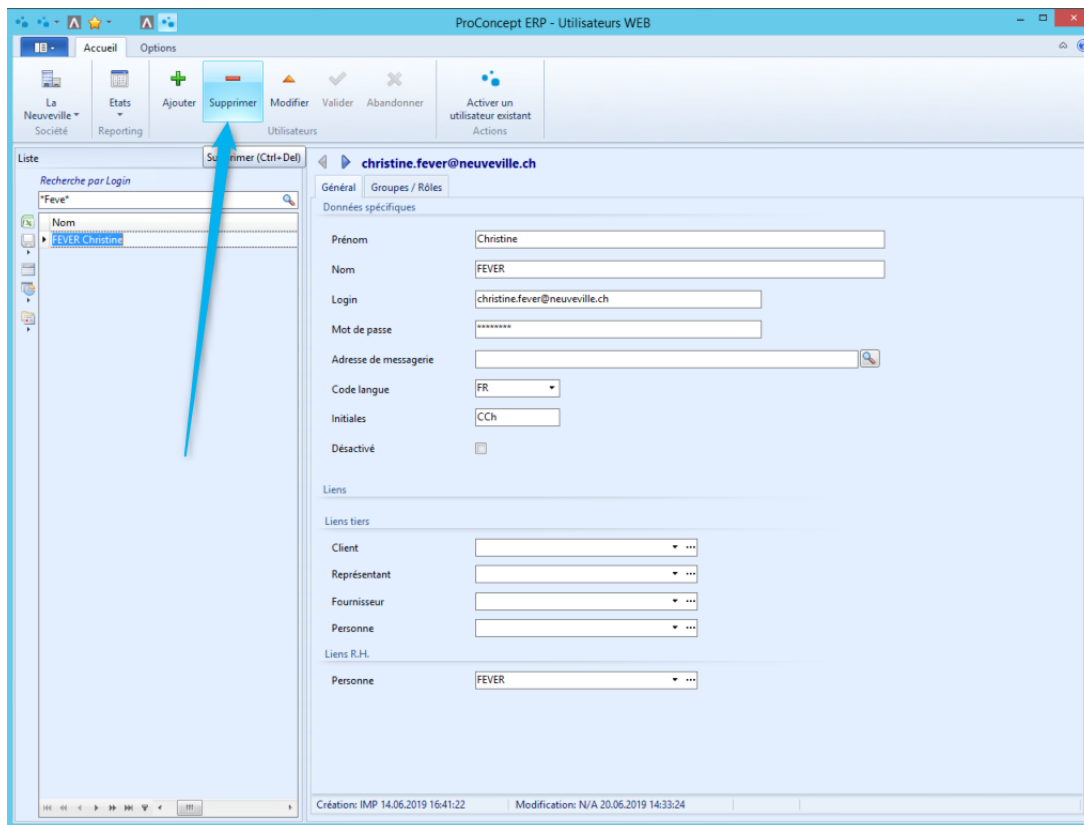 ProConcept ERP - Utilisateurs WEB
Accueil Options
La Neuveville
Etats
Ajouter
Supprimer
Modifier
Valider
Abandonner
Activer un utilisateur existant
Société
Reporting
Utilisateurs
Actions
Liste
Supprimer (Ctrl+Del)
christine.fever@neuveville.ch
Recherche par Login
Général Groupes / Rôles
*Feve*
Données spécifiques
Nom
FEVER Christine
Prénom Christine
Nom FEVER
Login christine.fever@neuveville.ch
Mot de passe ********
Adresse de messagerie
Code langue FR
Initiales CCh
Désactivé
Liens
Liens tiers
Client
Représentant
Fournisseur
Personne
Liens R.H.
Personne FEVER
Création: IMP 14.06.2019 16:41:22 Modification: N/A 20.06.2019 14:33:24